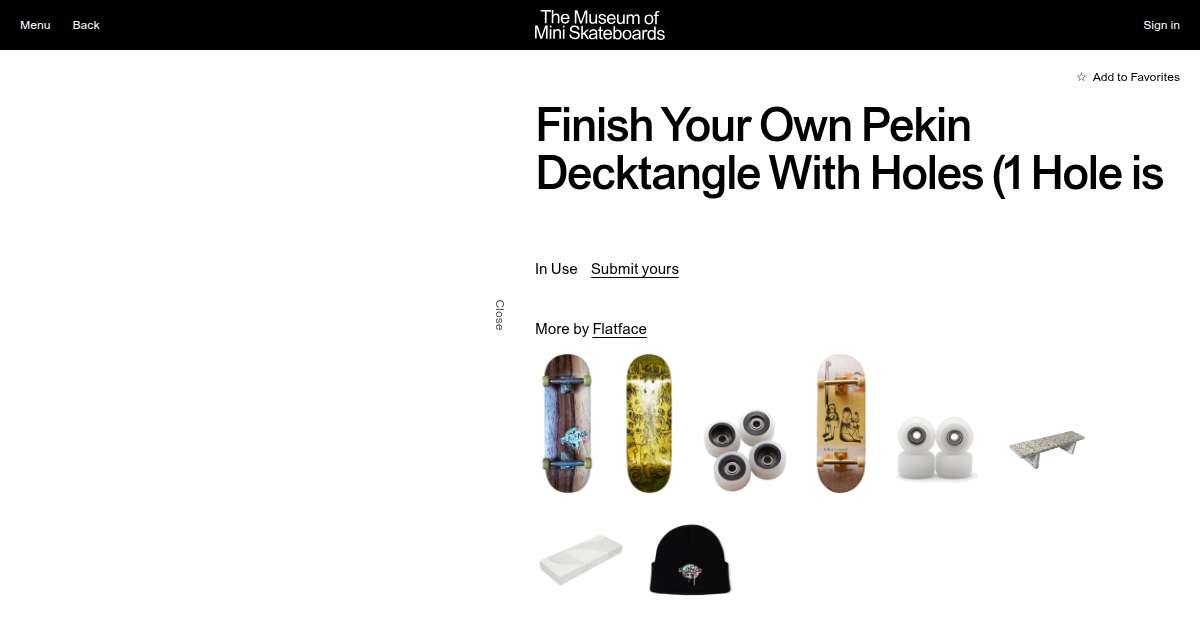 Menu
Back
The Museum of
Mini Skateboards
Sign in
☆ Add to Favorites
Finish Your Own Pekin
Decktangle With Holes (1 Hole is
In Use
Submit yours
Close
More by Flatface